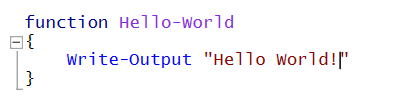 function Hello-World
{
Write-Output "Hello World!"
}